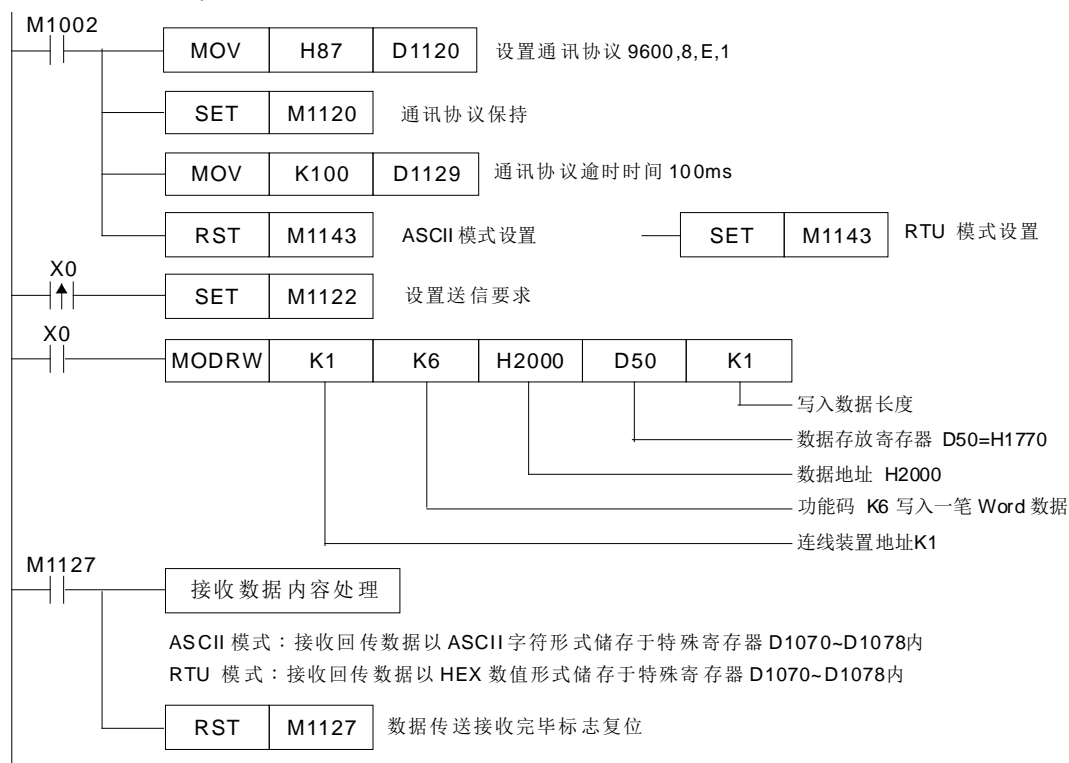 M1002
MOV H87 D1120 设置通讯协议 9600,8,E,1
SET M1120 通讯协议保持
MOV K100 D1129 通讯协议逾时时间 100ms
RST M1143 ASCII 模式设置 SET M1143 RTU 模式设置
X0
SET M1122 设置送信要求
X0
MODRW K1 K6 H2000 D50 K1
写入数据长度
数据存放寄存器 D50=H1770
数据地址 H2000
功能码 K6 写入一笔 Word 数据
连线装置地址K1
M1127
接收数据内容处理
ASCII 模式：接收回传数据以 ASCII 字符形式储存于特殊寄存器 D1070~D1078内
RTU 模式：接收回传数据以 HEX 数值形式储存于特殊寄存器 D1070~D1078内
RST M1127 数据传送接收完毕标志复位